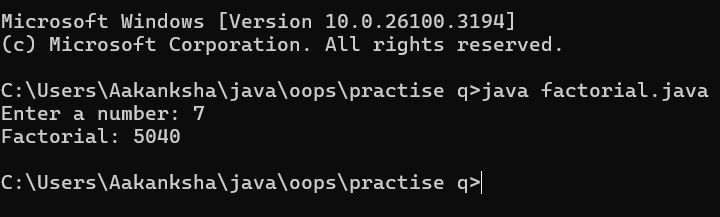 Microsoft Windows [Version 10.0.26100.3194]
(c) Microsoft Corporation. All rights reserved.
C:\Users\Aakanksha\java\oops\practise q>java factorial.java
Enter a number: 7
Factorial: 5040
C:\Users\Aakanksha\java\oops\practise q>